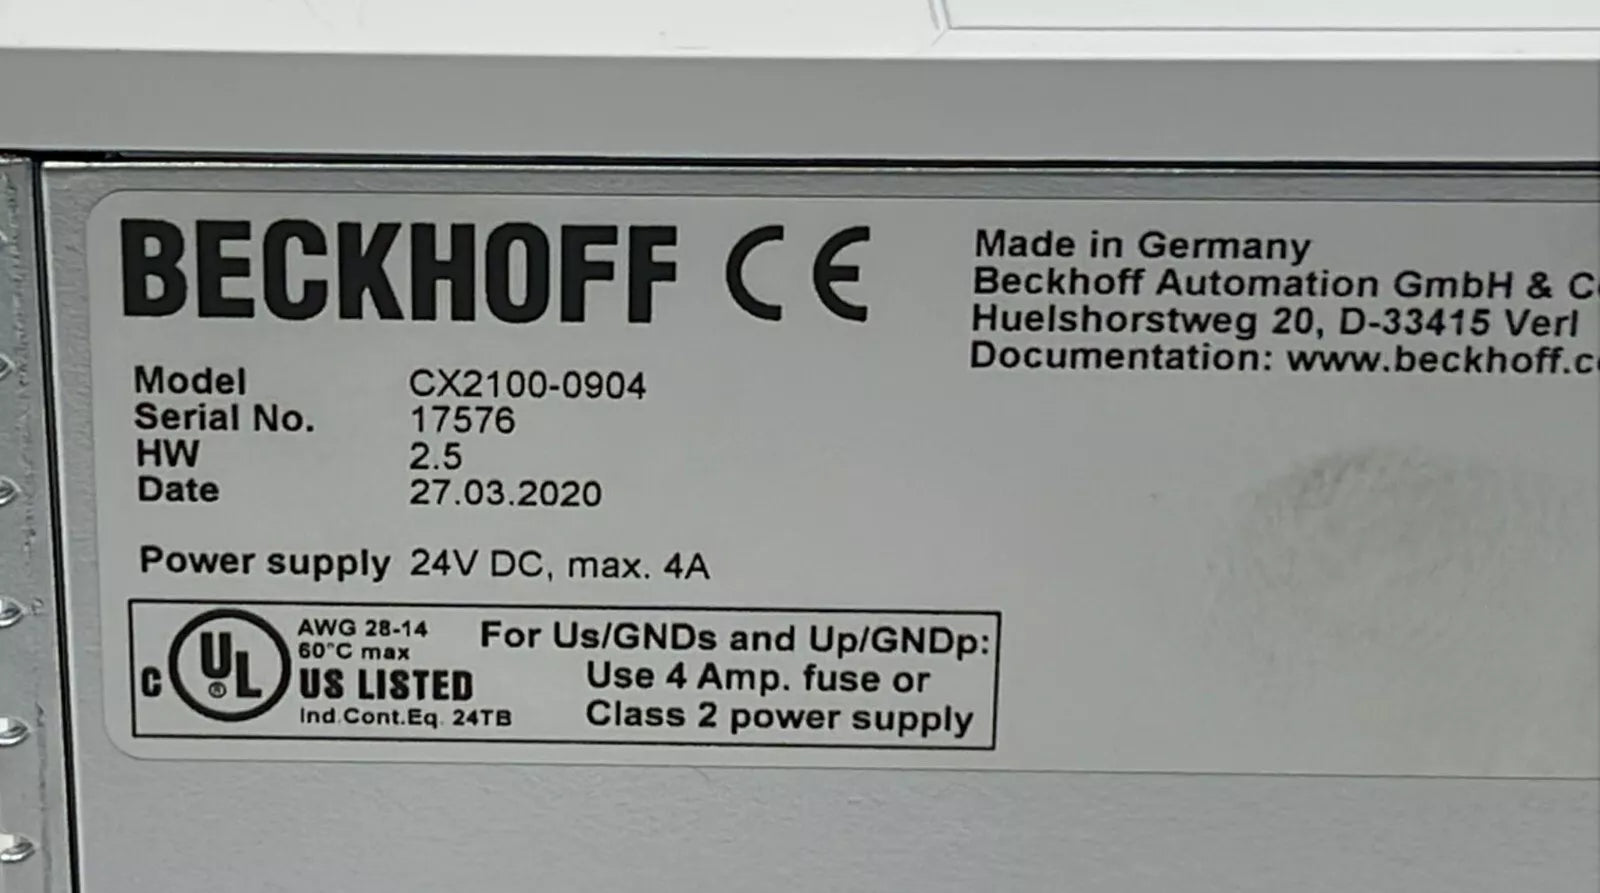 BECKHOFF CE
Made in Germany
Beckhoff Automation GmbH & C
Huelshorstweg 20, D-33415 Verl
Documentation: www.beckhoff.c
Model CX2100-0904
Serial No. 17576
HW 2.5
Date 27.03.2020
Power supply 24V DC, max. 4A
C UL ® US LISTED
AWG 28-14
60°C max
Ind.Cont.Eq. 24TB
For Us/GNDs and Up/GNDp:
Use 4 Amp. fuse or
Class 2 power supply